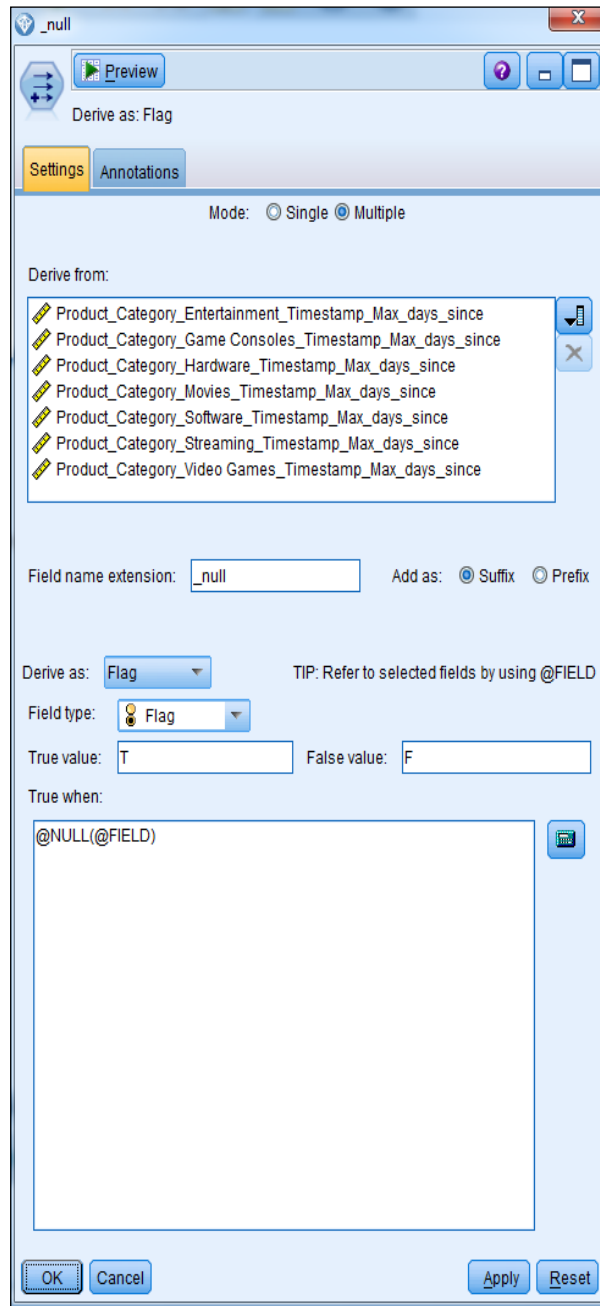 _null
Preview
Derive as: Flag
Settings Annotations
Mode: Single Multiple
Derive from:
Product_Category_Entertainment_Timestamp_Max_days_since
Product_Category_Game Consoles_Timestamp_Max_days_since
Product_Category_Hardware_Timestamp_Max_days_since
Product_Category_Movies_Timestamp_Max_days_since
Product_Category_Software_Timestamp_Max_days_since
Product_Category_Streaming_Timestamp_Max_days_since
Product_Category_Video Games_Timestamp_Max_days_since
Field name extension: _null Add as: Suffix Prefix
Derive as: Flag TIP: Refer to selected fields by using @FIELD
Field type: Flag
True value: T False value: F
True when:
@NULL(@FIELD)
OK Cancel Apply Reset